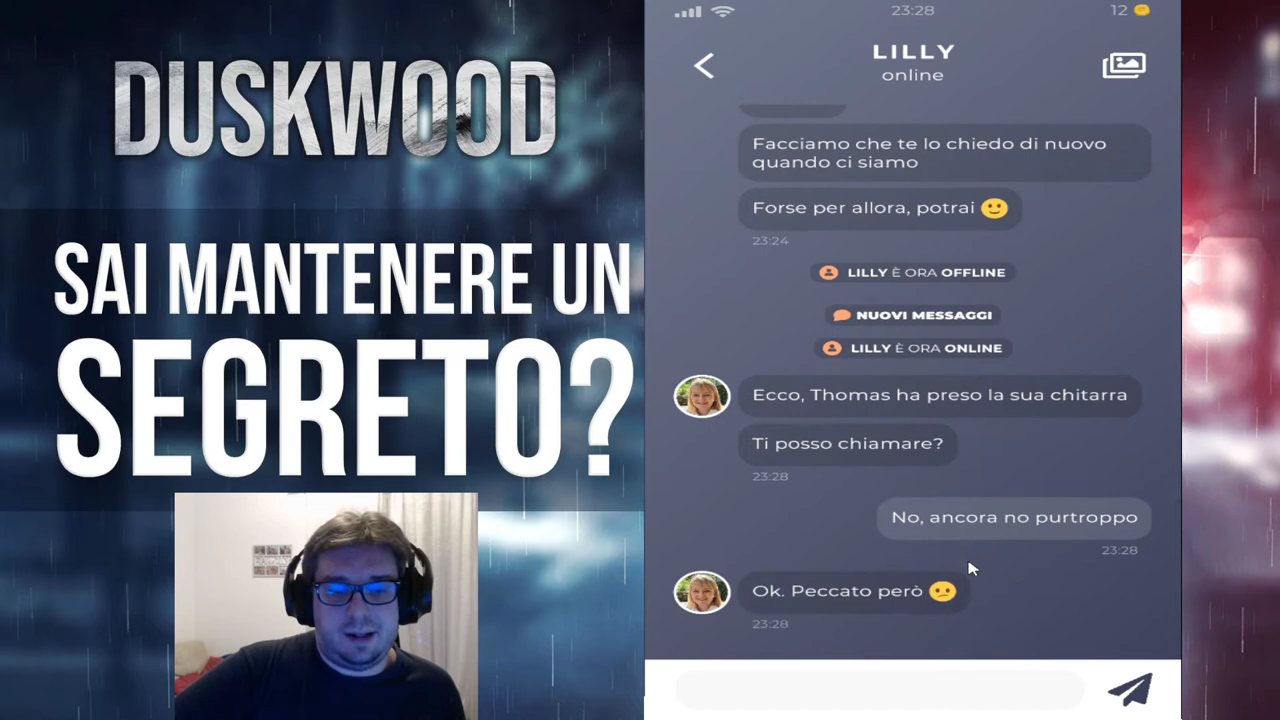 DUSKWOOD
SAI MANTENERE UN
SEGRETO?
23:28
12
LILLY
online
Facciamo che te lo chiedo di nuovo
quando ci siamo
Forse per allora, potrai 🙂
23:24
LILLY È ORA OFFLINE
NUOVI MESSAGGI
LILLY È ORA ONLINE
Ecco, Thomas ha preso la sua chitarra
Ti posso chiamare?
23:28
No, ancora no purtroppo
23:28
Ok. Peccato però 😕
23:28